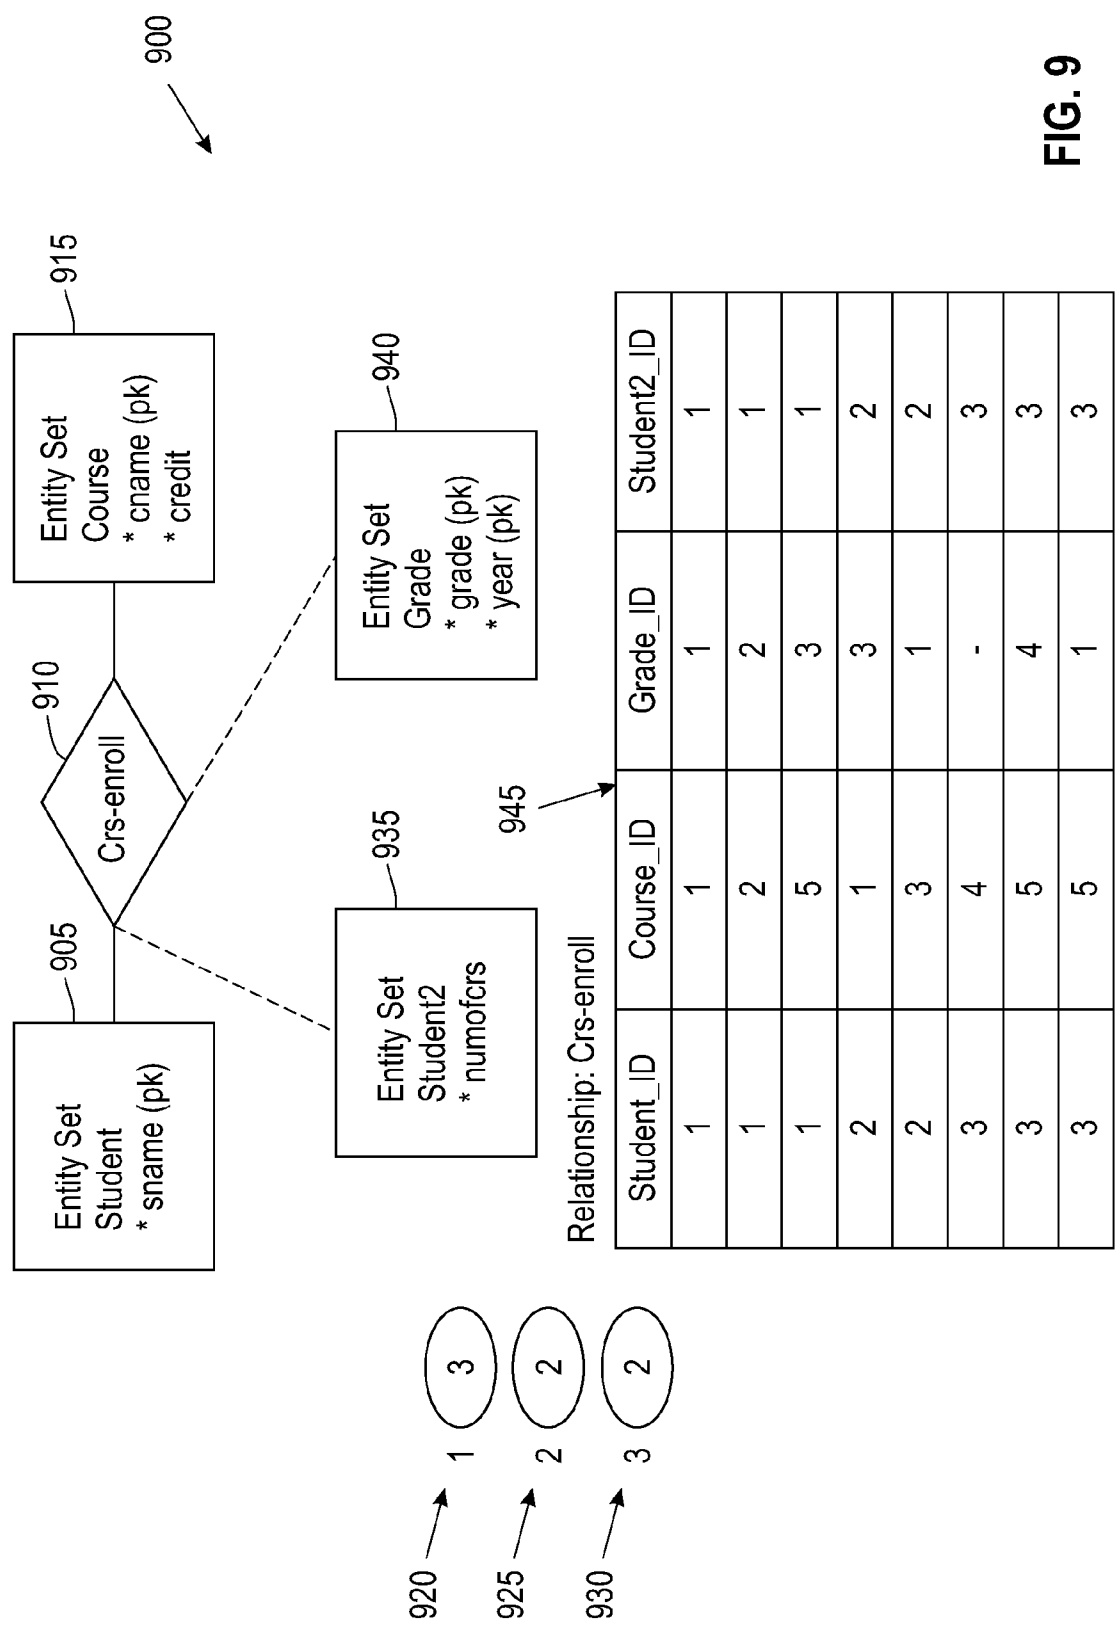 900
Entity Set
Student
* sname (pk)
905
Crs-enroll
910
Entity Set
Course
* cname (pk)
* credit
915
920
1
3
925
2
2
930
3
2
Entity Set
Student2
* numofcrs
935
Entity Set
Grade
* grade (pk)
* year (pk)
940
945
Relationship: Crs-enroll
Student_ID Course_ID Grade_ID Student2_ID
1 1 1 1
1 2 2 1
1 5 3 1
2 1 3 2
2 3 1 2
3 4 - 3
3 5 4 3
3 5 1 3
FIG. 9